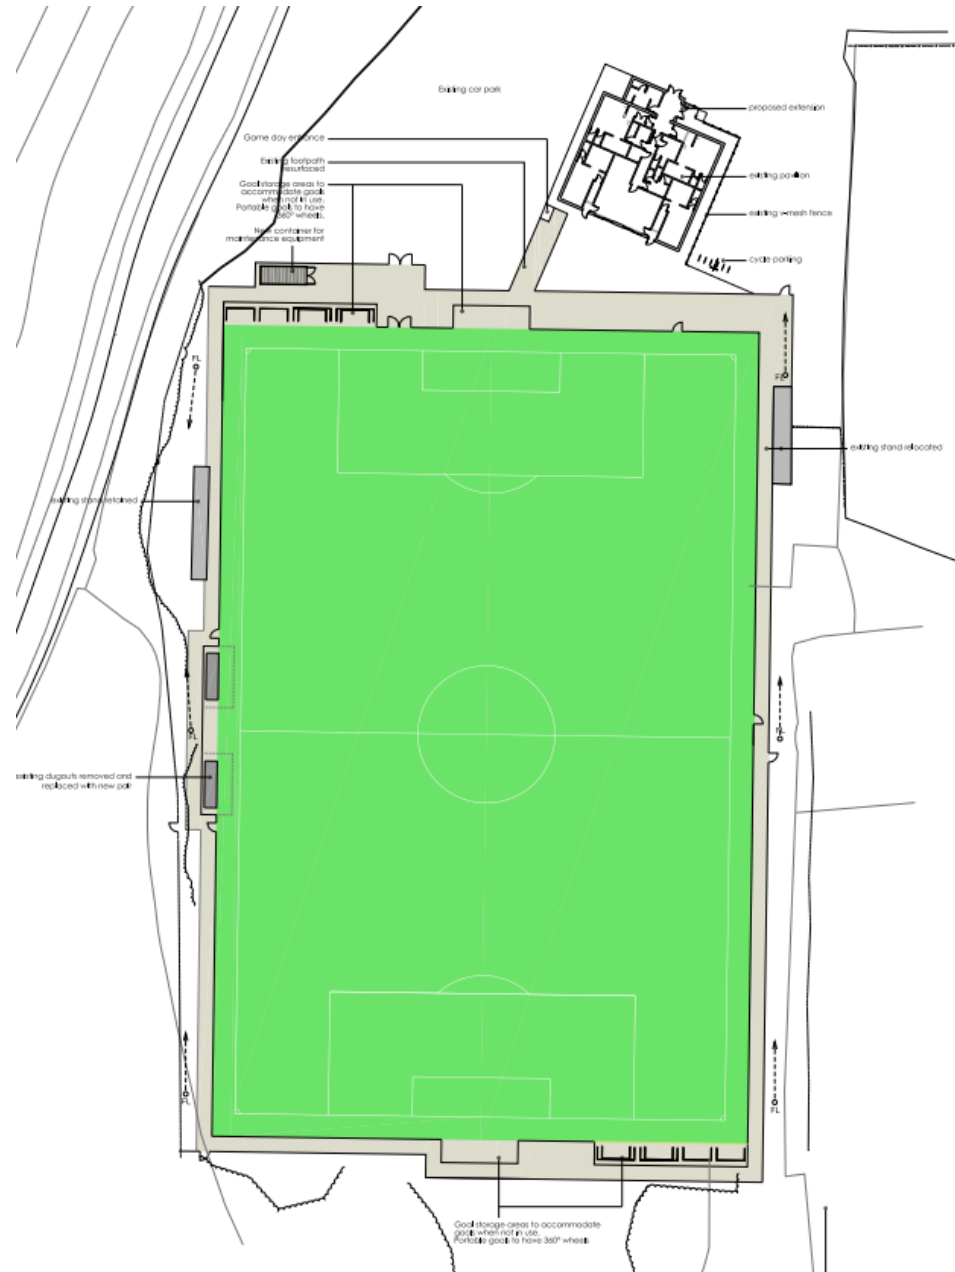 Existing car park
proposed extension
Game day entrance
Existing footpath
resurfaced
existing pavilion
Goal storage areas to
accommodate goals
when not in use.
Portable goals to have
360° wheels.
existing v-mesh fence
New container for
maintenance equipment
cycle parking
FL
FL
existing stand relocated
existing stand retained
FL
FL
existing dugouts removed and
replaced with new pair
FL
FL
Goal storage areas to accommodate
goals when not in use.
Portable goals to have 360° wheels